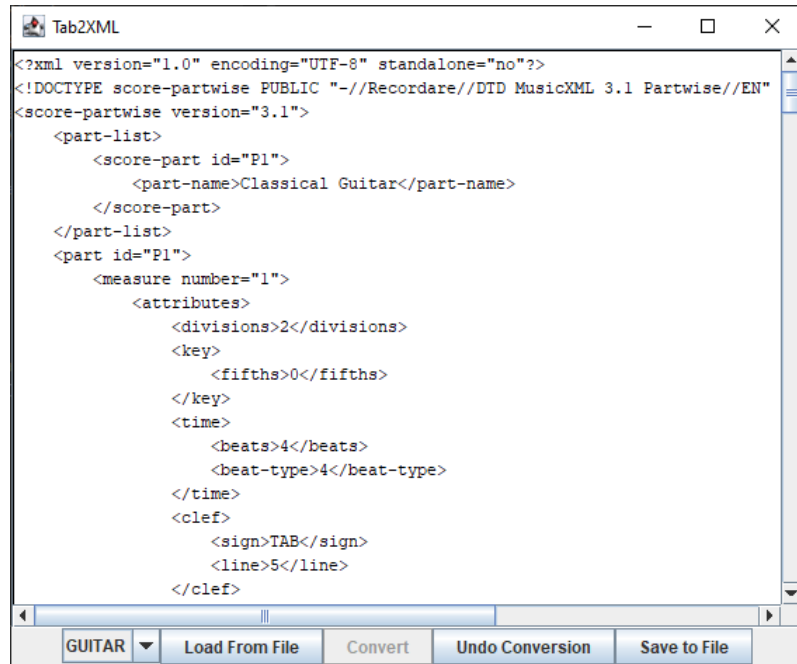 Tab2XML
<?xml version="1.0" encoding="UTF-8" standalone="no"?>
<!DOCTYPE score-partwise PUBLIC "-//Recordare//DTD MusicXML 3.1 Partwise//EN"
<score-partwise version="3.1">
    <part-list>
        <score-part id="P1">
            <part-name>Classical Guitar</part-name>
        </score-part>
    </part-list>
    <part id="P1">
        <measure number="1">
            <attributes>
                <divisions>2</divisions>
                <key>
                    <fifths>0</fifths>
                </key>
                <time>
                    <beats>4</beats>
                    <beat-type>4</beat-type>
                </time>
                <clef>
                    <sign>TAB</sign>
                    <line>5</line>
                </clef>
GUITAR Load From File Convert Undo Conversion Save to File